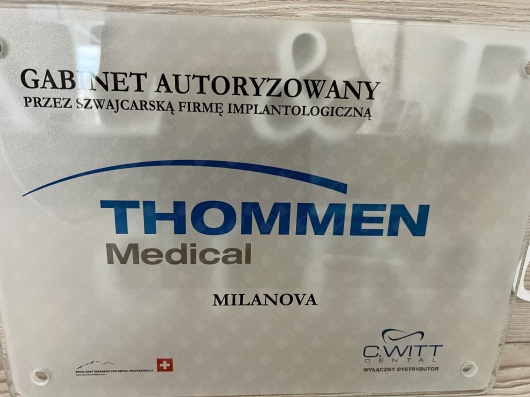 GABINET AUTORYZOWANY
PRZEZ SZWAJCARSKĄ FIRMĘ IMPLANTOLOGICZNĄ
THOMMEN
Medical
MILANOVA
C.WITT
DENTAL
WYŁĄCZNY DYSTRYBUTOR